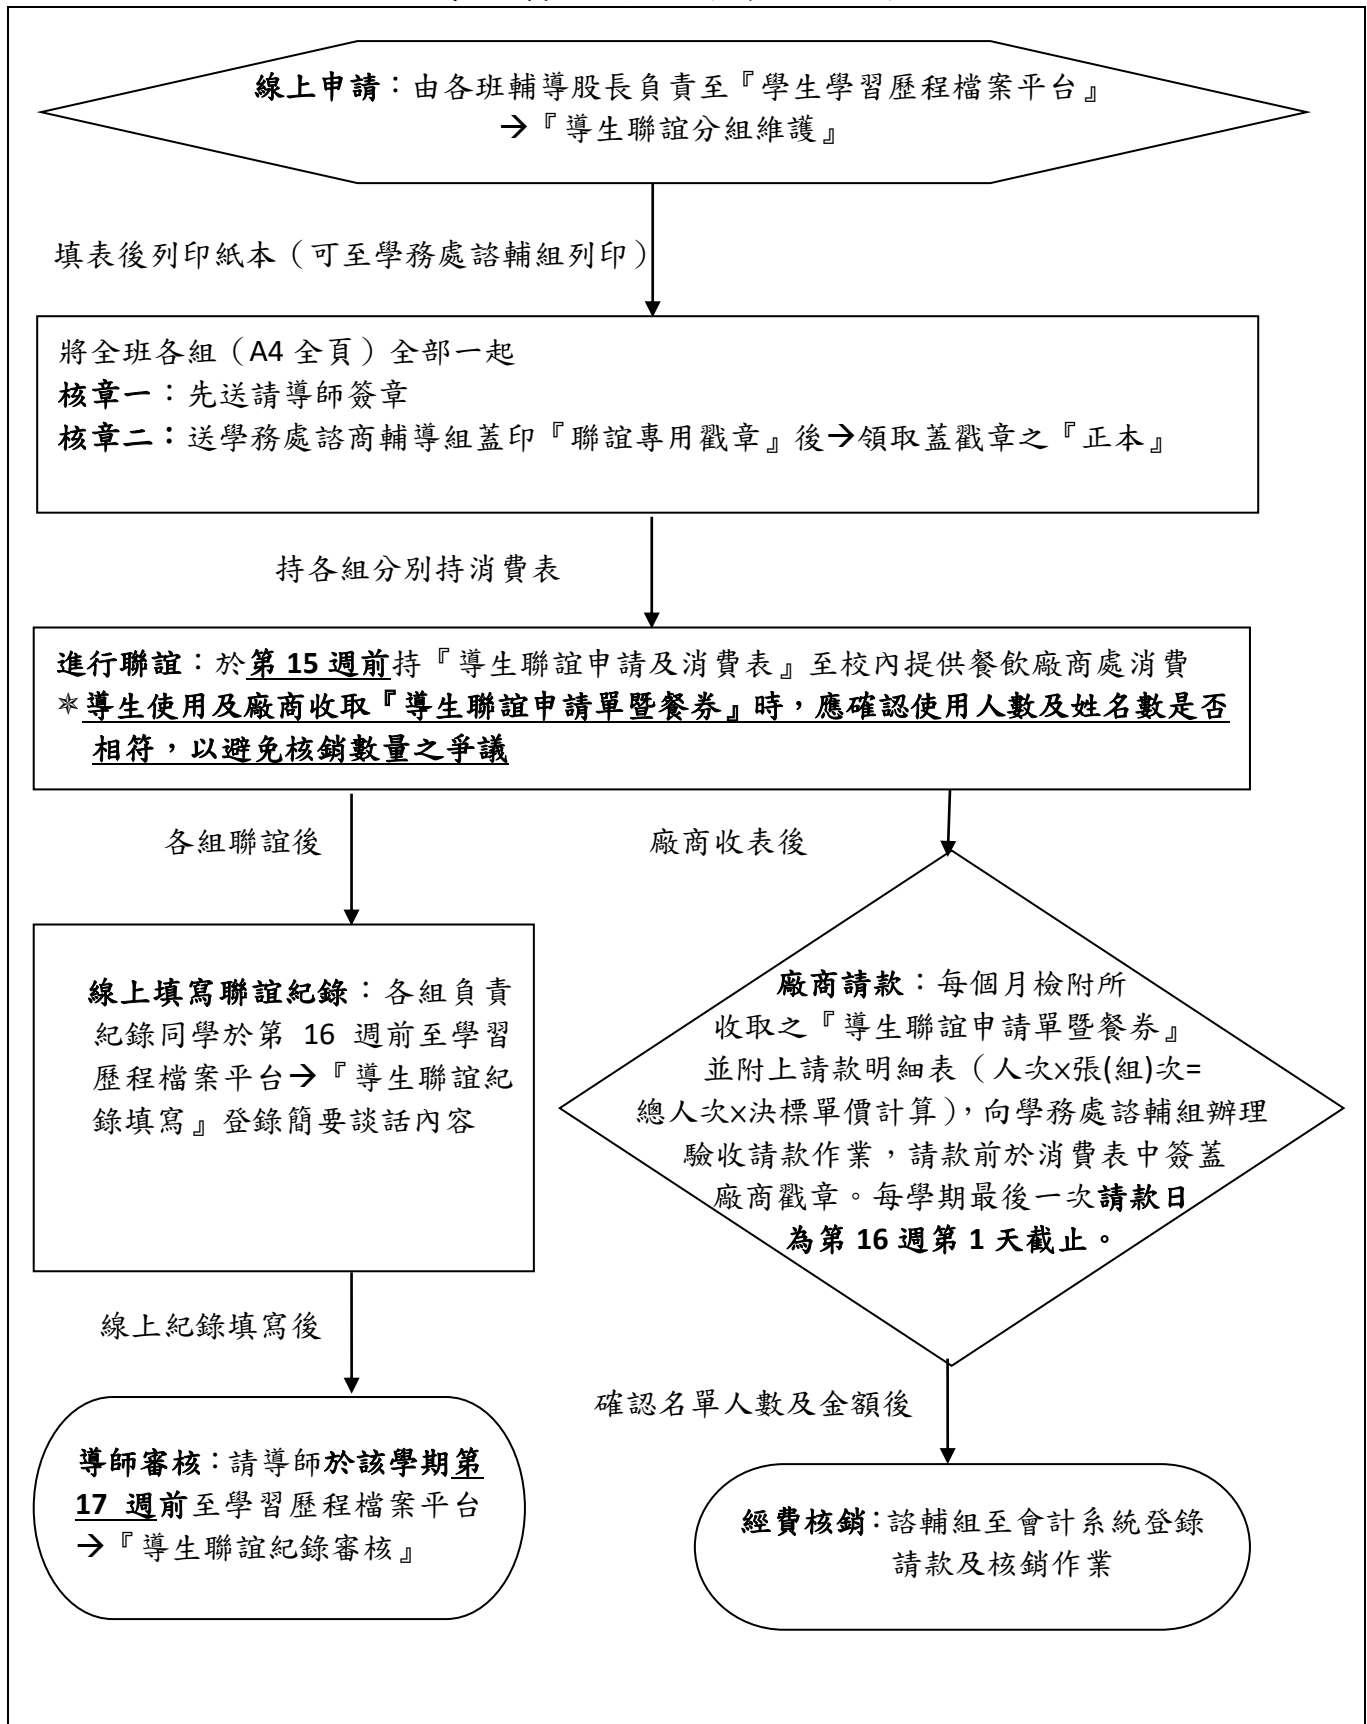 線上申請：由各班輔導股長負責至『學生學習歷程檔案平台』
→『導生聯誼分組維護』
填表後列印紙本（可至學務處諮輔組列印）
將全班各組（A4 全頁）全部一起
核章一：先送請導師簽章
核章二：送學務處諮商輔導組蓋印『聯誼專用戳章』後→領取蓋戳章之『正本』
持各組分別持消費表
進行聯誼：於第 15 週前持『導生聯誼申請及消費表』至校內提供餐飲廠商處消費
＊導生使用及廠商收取『導生聯誼申請單暨餐券』時，應確認使用人數及姓名數是否
相符，以避免核銷數量之爭議
各組聯誼後
廠商收表後
線上填寫聯誼紀錄：各組負責
紀錄同學於第 16 週前至學習
歷程檔案平台→『導生聯誼紀
錄填寫』登錄簡要談話內容
廠商請款：每個月檢附所
收取之『導生聯誼申請單暨餐券』
並附上請款明細表（人次×張(組)次=
總人次×決標單價計算），向學務處諮輔組辦理
驗收請款作業，請款前於消費表中簽蓋
廠商戳章。每學期最後一次請款日
為第 16 週第 1 天截止。
線上紀錄填寫後
確認名單人數及金額後
導師審核：請導師於該學期第
17 週前至學習歷程檔案平台
→『導生聯誼紀錄審核』
經費核銷：諮輔組至會計系統登錄
請款及核銷作業